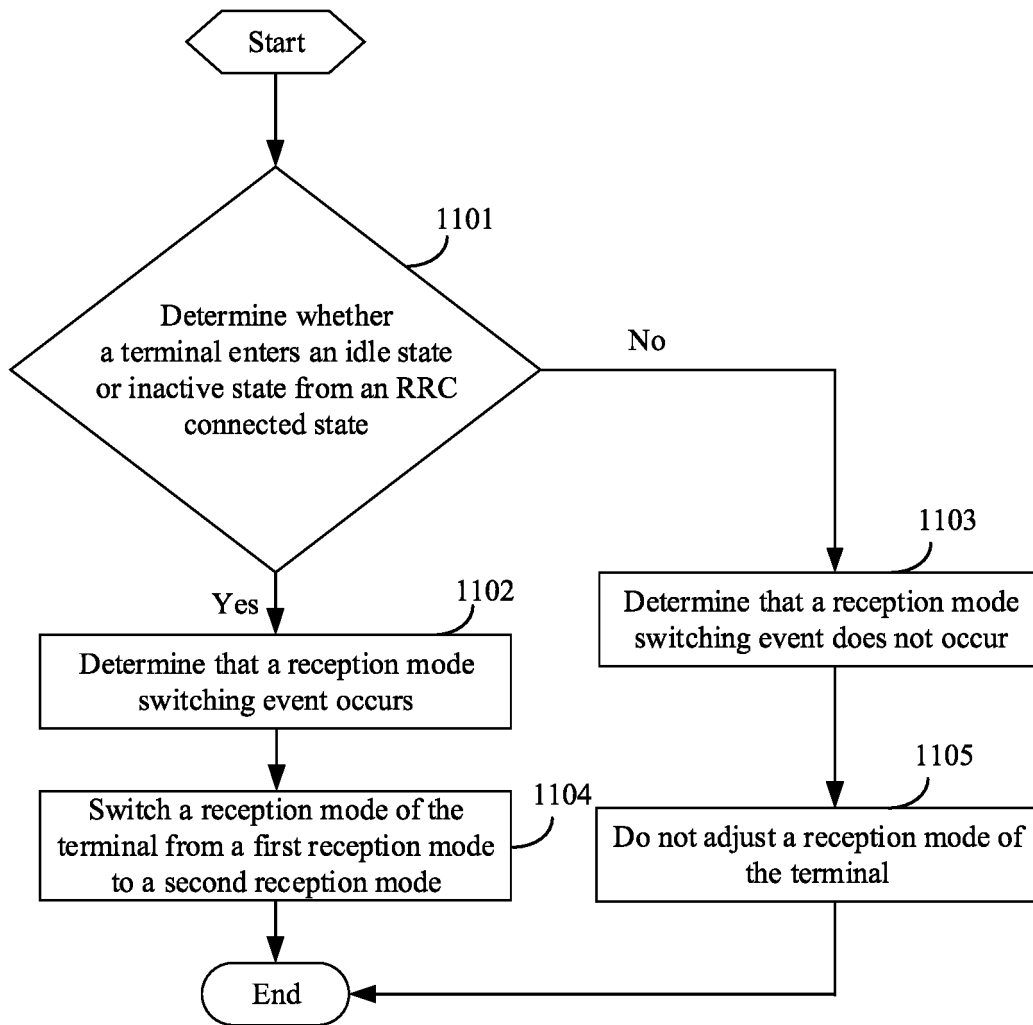 Start
1101
Determine whether
a terminal enters an idle state
or inactive state from an RRC
connected state
No
Yes
1102
Determine that a reception mode
switching event occurs
1103
Determine that a reception mode
switching event does not occur
1104
Switch a reception mode of the
terminal from a first reception mode
to a second reception mode
1105
Do not adjust a reception mode of
the terminal
End